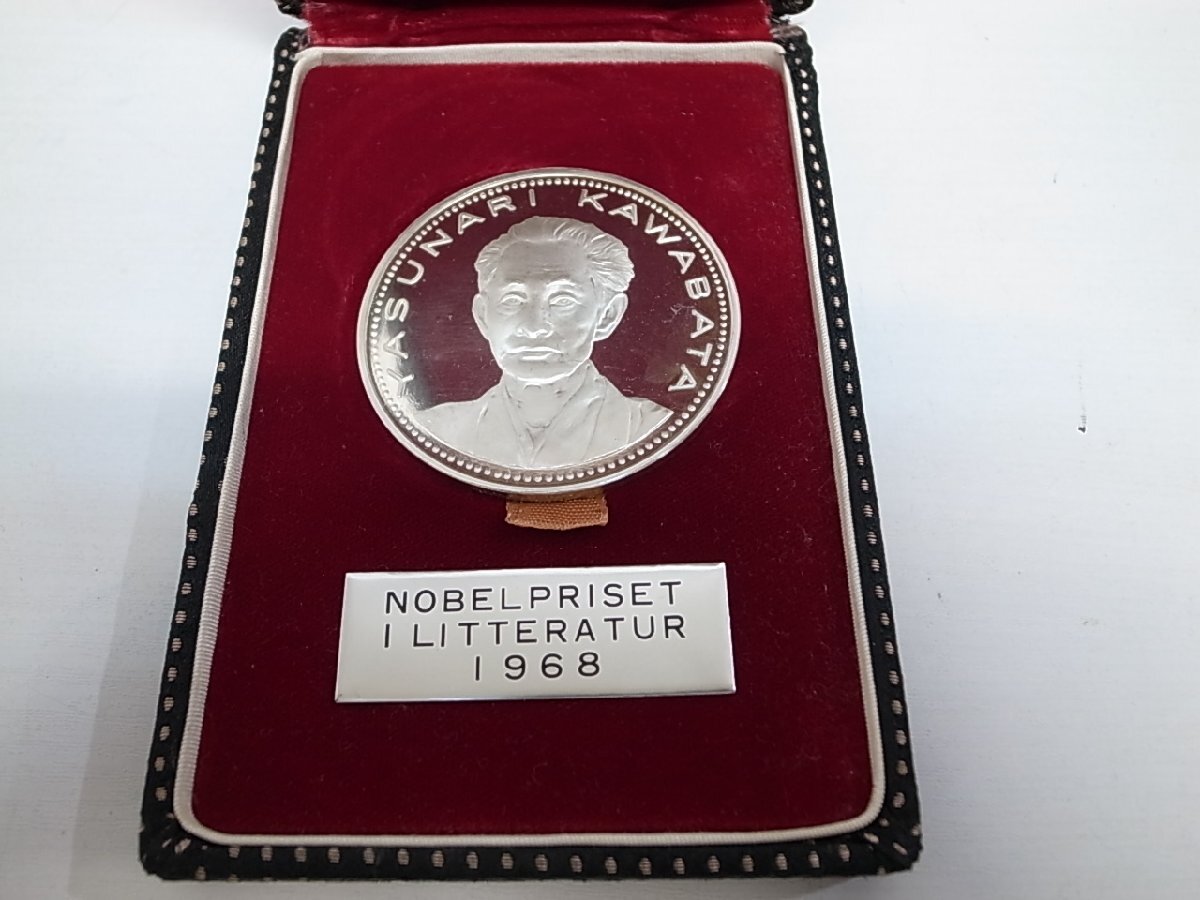 YASUNARI KAWABATA
NOBELPRISET
I LITTERATUR
1968